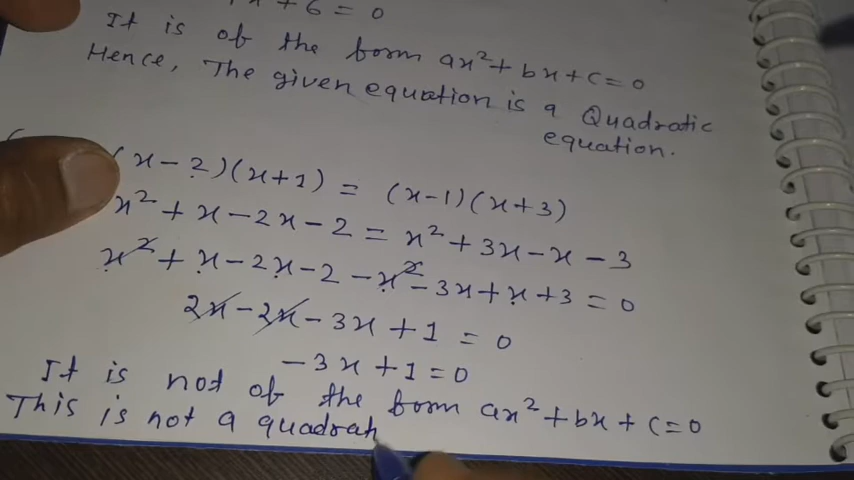 x + 6 = 0
It is of the form ax² + bx + c = 0
Hence, The given equation is a Quadratic
equation.
(x - 2)(x + 1) = (x - 1)(x + 3)
x² + x - 2x - 2 = x² + 3x - x - 3
x² + x - 2x - 2 - x² - 3x + x + 3 = 0
2x - 2x - 3x + 1 = 0
- 3x + 1 = 0
It is not of the form ax² + bx + c = 0
This is not a quadrat